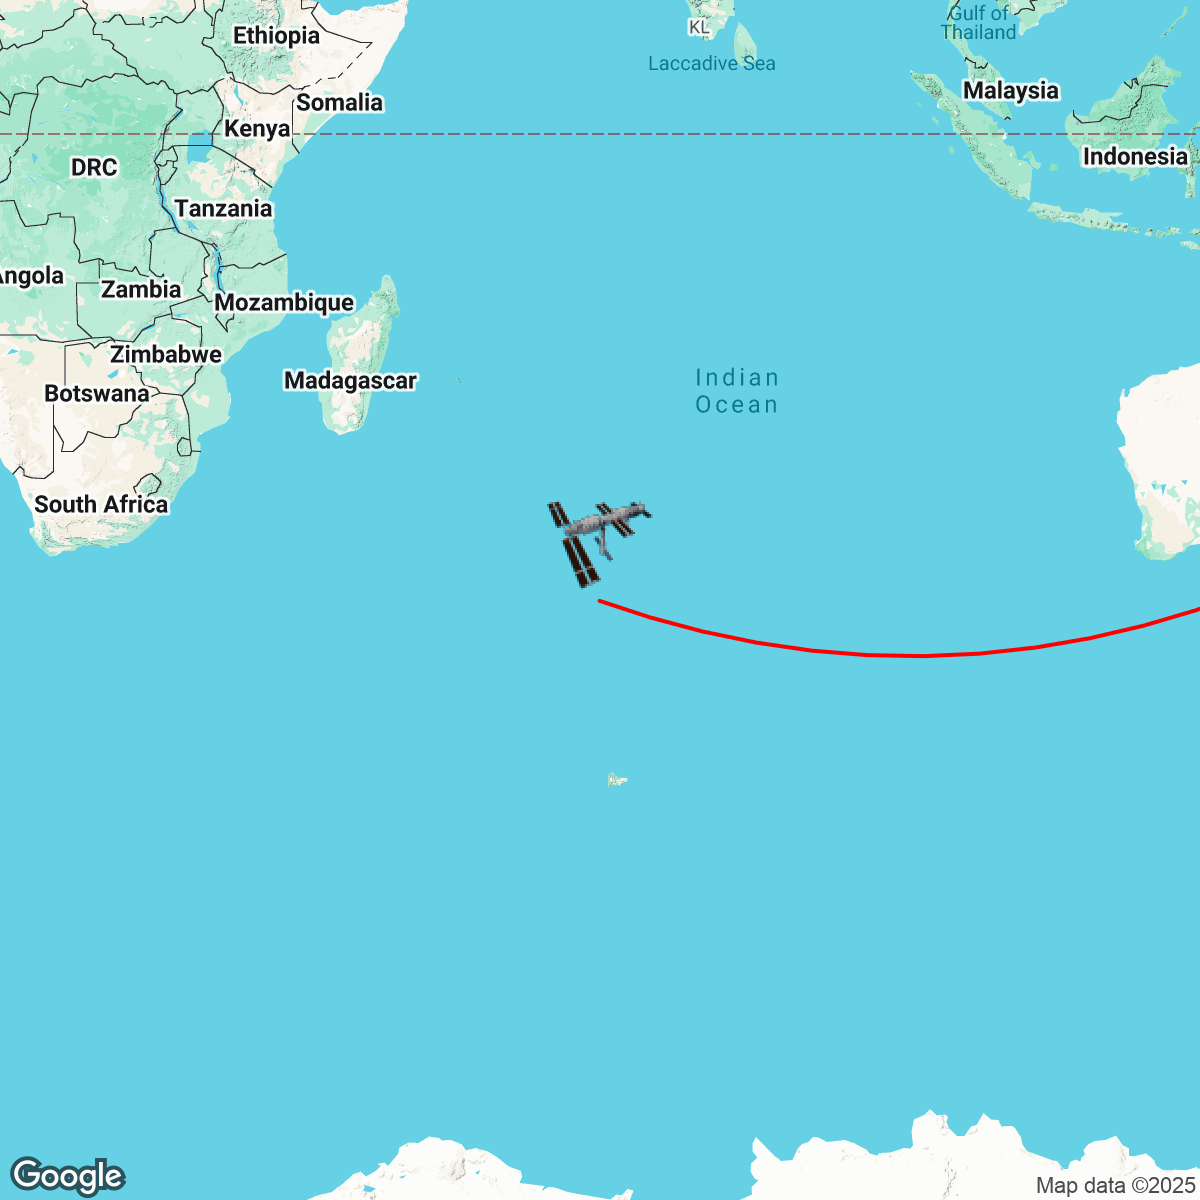 Ethiopia
KL
Gulf of
Thailand
Laccadive Sea
Malaysia
Somalia
Kenya
Indonesia
DRC
Tanzania
Angola
Zambia
Mozambique
Zimbabwe
Madagascar
Botswana
Indian
Ocean
South Africa
Google
Map data ©2025